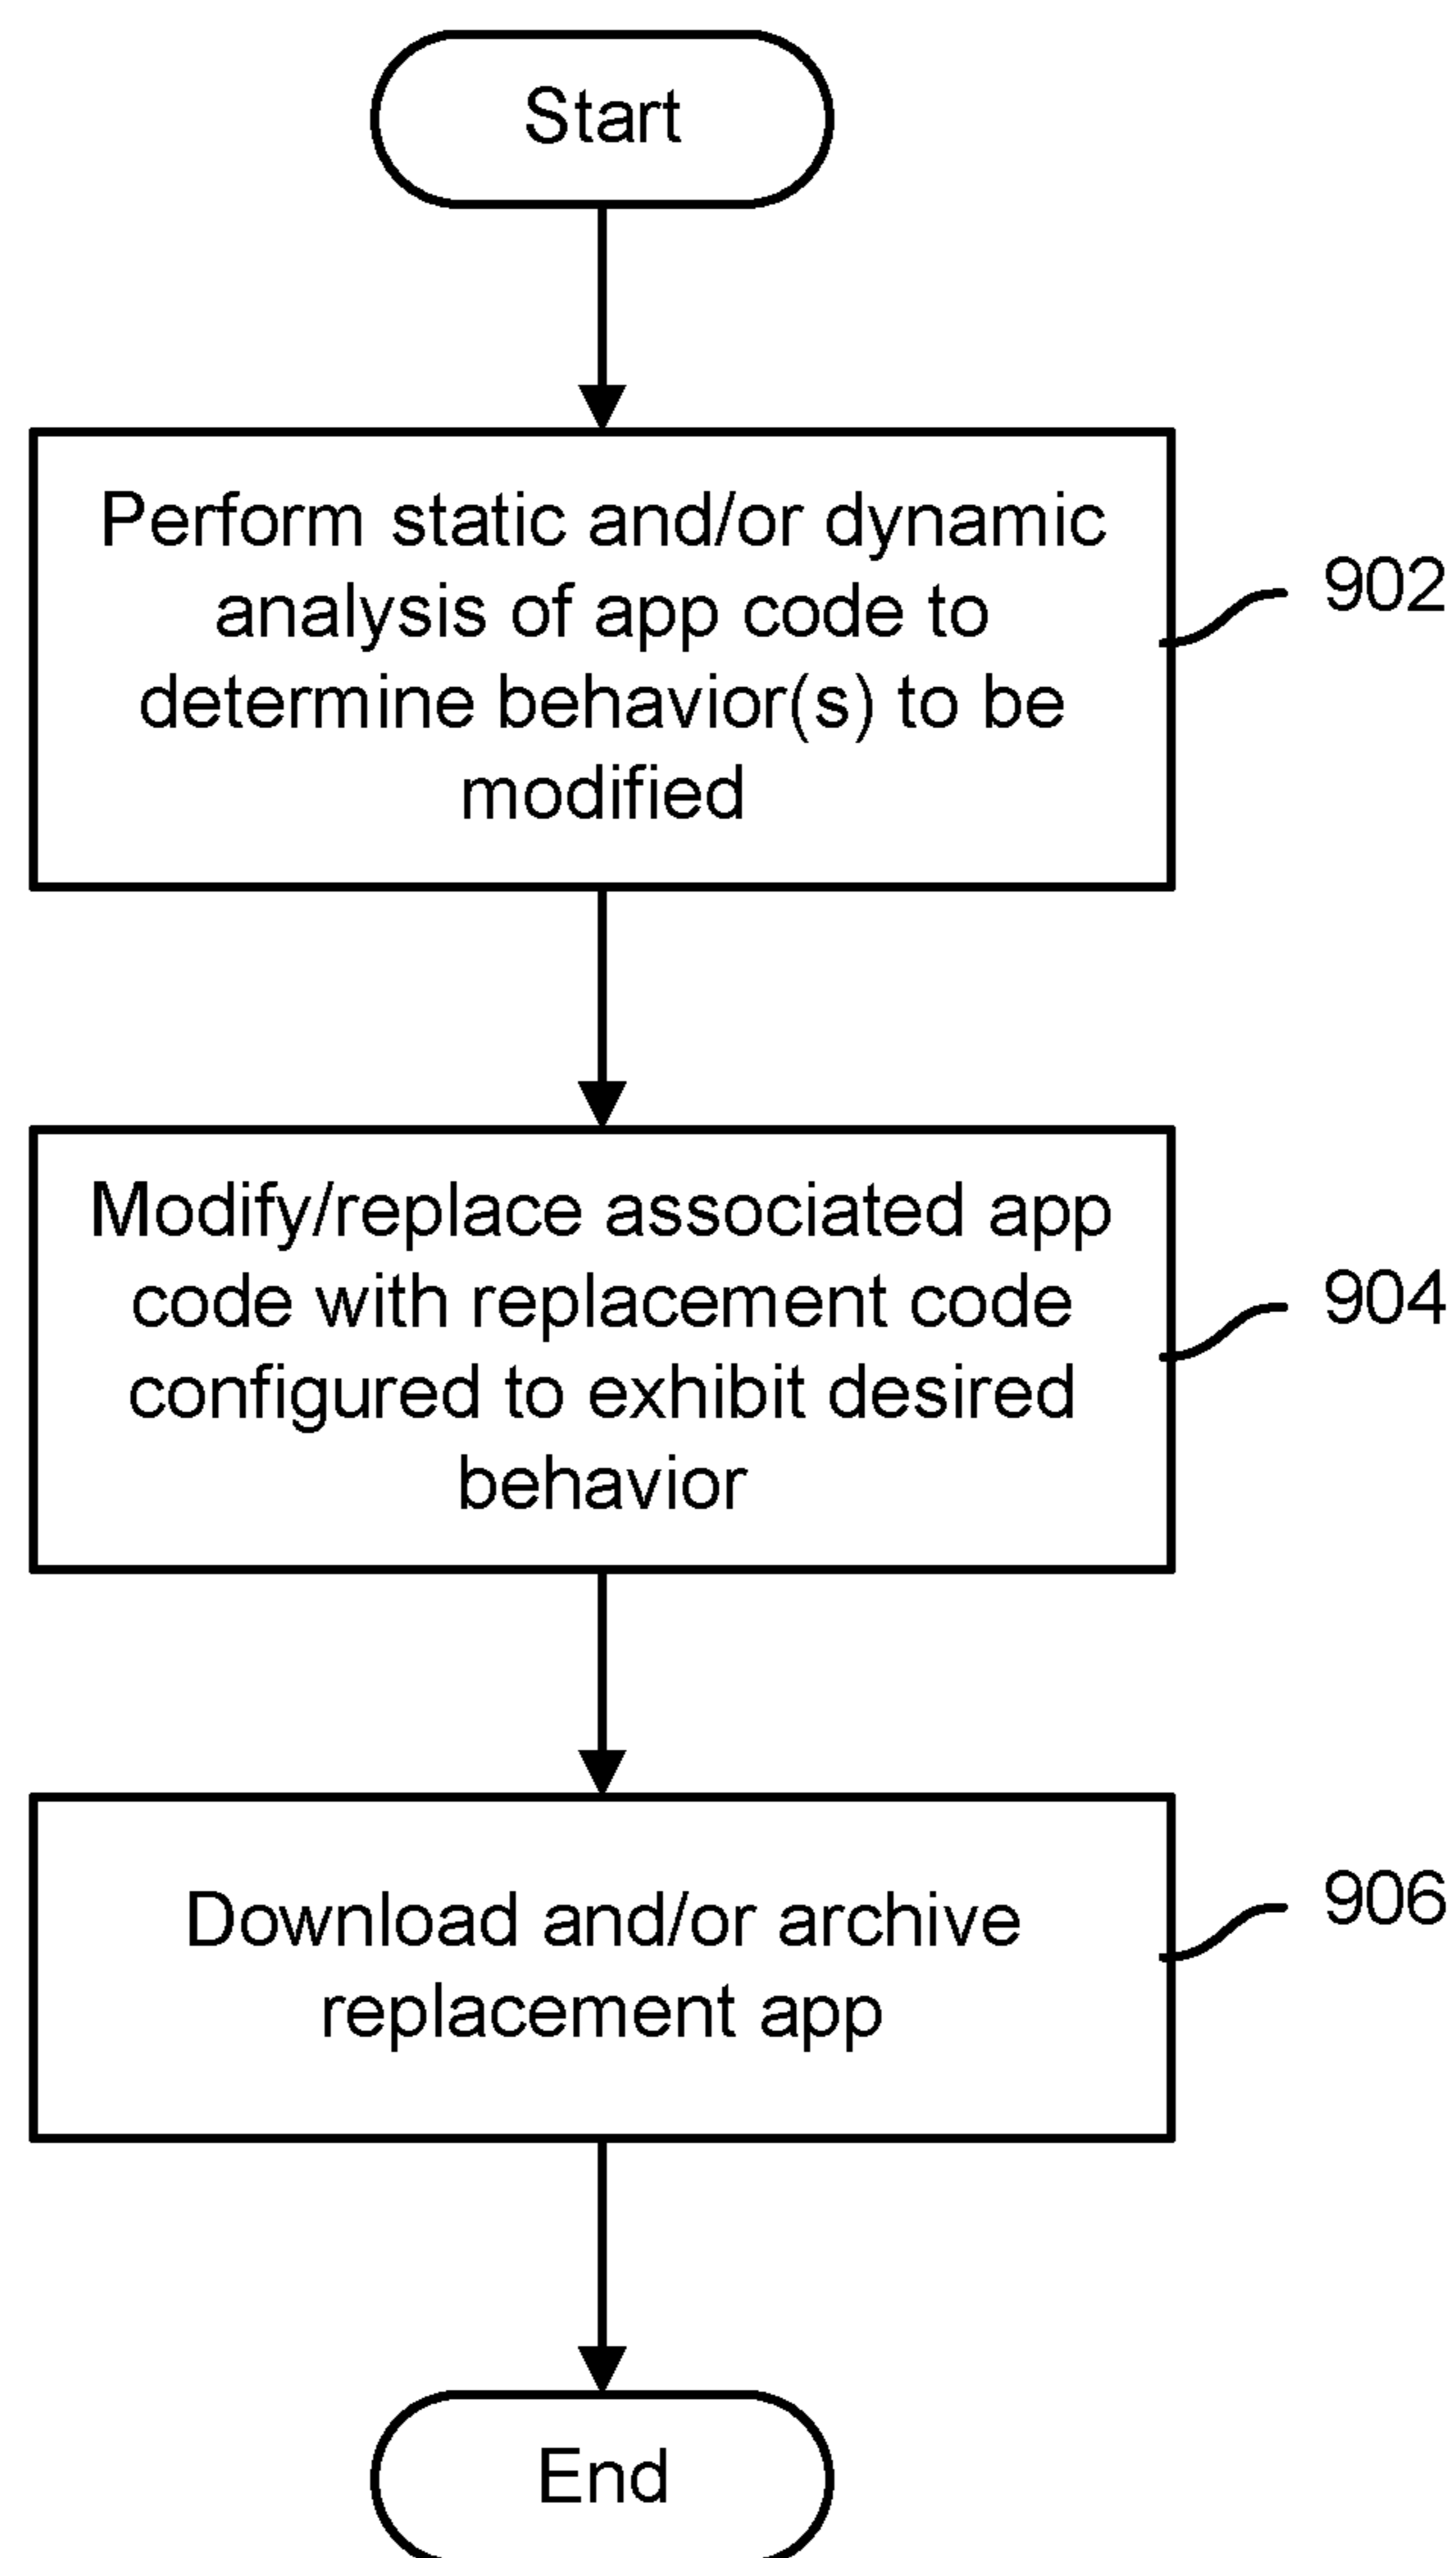 Start
Perform static and/or dynamic
analysis of app code to
determine behavior(s) to be
modified
902
Modify/replace associated app
code with replacement code
configured to exhibit desired
behavior
904
Download and/or archive
replacement app
906
End